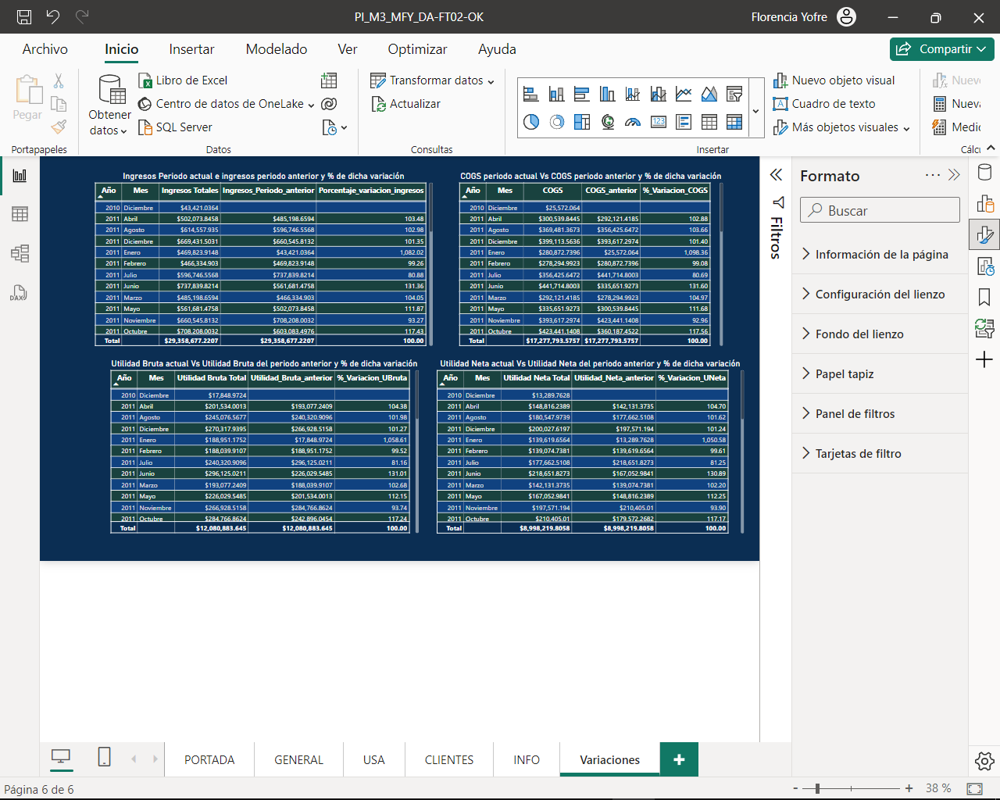 PI_M3_MFY_DA-FT02-OK
Florencia Yofre
Archivo Inicio Insertar Modelado Ver Optimizar Ayuda Compartir
Pegar
Obtener datos
Libro de Excel
Centro de datos de OneLake
SQL Server
Transformar datos
Actualizar
Nuevo objeto visual
Cuadro de texto
Más objetos visuales
Portapapeles Datos Consultas Insertar
Ingresos Periodo actual e ingresos periodo anterior y % de dicha variación
Año Mes Ingresos Totales Ingresos_Periodo_anterior Porcentaje_variacion_ingresos
2010 Diciembre $43,421.0364
2011 Abril $502,073.8458 $485,198.6594 103.48
2011 Agosto $614,557.935 $596,746.5568 102.98
2011 Diciembre $669,431.5031 $660,545.8132 101.35
2011 Enero $469,823.9148 $43,421.0364 1,082.02
2011 Febrero $466,334.903 $469,823.9148 99.26
2011 Julio $596,746.5568 $737,839.8214 80.88
2011 Junio $737,839.8214 $561,681.4758 131.36
2011 Marzo $485,198.6594 $466,334.903 104.05
2011 Mayo $561,681.4758 $502,073.8458 111.87
2011 Noviembre $660,545.8132 $708,208.0032 93.27
2011 Octubre $708,208.0032 $603,083.4976 117.43
Total $29,358,677.2207 $29,358,677.2207 100.00
COGS periodo actual Vs COGS periodo anterior y % de dicha variación
Año Mes COGS COGS_anterior %_Variacion_COGS
2010 Diciembre $25,572.064
2011 Abril $300,539.8445 $292,121.4185 102.88
2011 Agosto $369,481.3673 $356,425.6472 103.66
2011 Diciembre $399,113.5636 $393,617.2974 101.40
2011 Enero $280,872.7396 $25,572.064 1,098.36
2011 Febrero $278,294.9923 $280,872.7396 99.08
2011 Julio $356,425.6472 $441,714.8003 80.69
2011 Junio $441,714.8003 $335,651.9273 131.60
2011 Marzo $292,121.4185 $278,294.9923 104.97
2011 Mayo $335,651.9273 $300,539.8445 111.68
2011 Noviembre $393,617.2974 $423,441.1408 92.96
2011 Octubre $423,441.1408 $360,187.4522 117.56
Total $17,277,793.5757 $17,277,793.5757 100.00
Utilidad Bruta actual Vs Utilidad Bruta del periodo anterior y % de dicha variación
Año Mes Utilidad Bruta Total Utilidad_Bruta_anterior %_Variacion_UBruta
2010 Diciembre $17,848.9724
2011 Abril $201,534.0013 $193,077.2409 104.38
2011 Agosto $245,076.5677 $240,320.9096 101.98
2011 Diciembre $270,317.9395 $266,928.5158 101.27
2011 Enero $188,951.1752 $17,848.9724 1,058.61
2011 Febrero $188,039.9107 $188,951.1752 99.52
2011 Julio $240,320.9096 $296,125.0211 81.16
2011 Junio $296,125.0211 $226,029.5485 131.01
2011 Marzo $193,077.2409 $188,039.9107 102.68
2011 Mayo $226,029.5485 $201,534.0013 112.15
2011 Noviembre $266,928.5158 $284,766.8624 93.74
2011 Octubre $284,766.8624 $242,896.0454 117.24
Total $12,080,883.645 $12,080,883.645 100.00
Utilidad Neta actual Vs Utilidad Neta del periodo anterior y % de dicha variación
Año Mes Utilidad Neta Total Utilidad_Neta_anterior %_Variacion_UNeta
2010 Diciembre $13,289.7628
2011 Abril $148,816.2389 $142,131.3735 104.70
2011 Agosto $180,547.9739 $177,662.5108 101.62
2011 Diciembre $200,027.6197 $197,571.194 101.24
2011 Enero $139,619.6564 $13,289.7628 1,050.58
2011 Febrero $139,074.7381 $139,619.6564 99.61
2011 Julio $177,662.5108 $218,651.8273 81.25
2011 Junio $218,651.8273 $167,052.9841 130.89
2011 Marzo $142,131.3735 $139,074.7381 102.20
2011 Mayo $167,052.9841 $148,816.2389 112.25
2011 Noviembre $197,571.194 $210,405.01 93.90
2011 Octubre $210,405.01 $179,572.2682 117.17
Total $8,998,219.8058 $8,998,219.8058 100.00
Filtros
Formato
Buscar
Información de la página
Configuración del lienzo
Fondo del lienzo
Papel tapiz
Panel de filtros
Tarjetas de filtro
PORTADA GENERAL USA CLIENTES INFO Variaciones
Página 6 de 6
38 %